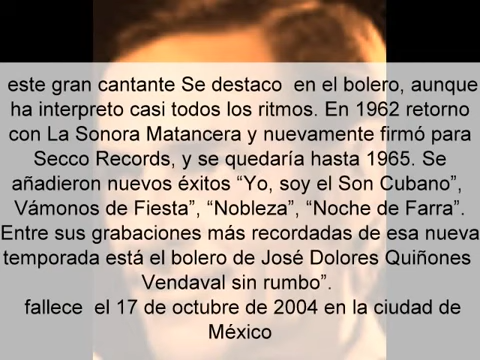 este gran cantante Se destaco en el bolero, aunque
ha interpreto casi todos los ritmos. En 1962 retorno
con La Sonora Matancera y nuevamente firmó para
Secco Records, y se quedaría hasta 1965. Se
añadieron nuevos éxitos “Yo, soy el Son Cubano”,
Vámonos de Fiesta”, “Nobleza”, “Noche de Farra”.
Entre sus grabaciones más recordadas de esa nueva
temporada está el bolero de José Dolores Quiñones
Vendaval sin rumbo”.
fallece el 17 de octubre de 2004 en la ciudad de
México